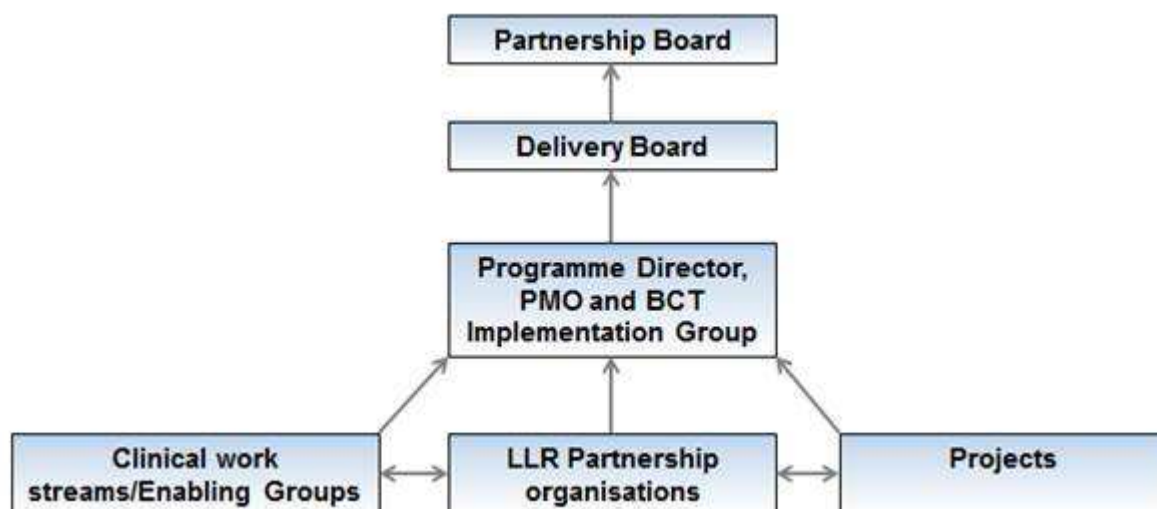 Partnership Board
Delivery Board
Programme Director,
PMO and BCT
Implementation Group
Clinical work
streams/Enabling Groups
LLR Partnership
organisations
Projects